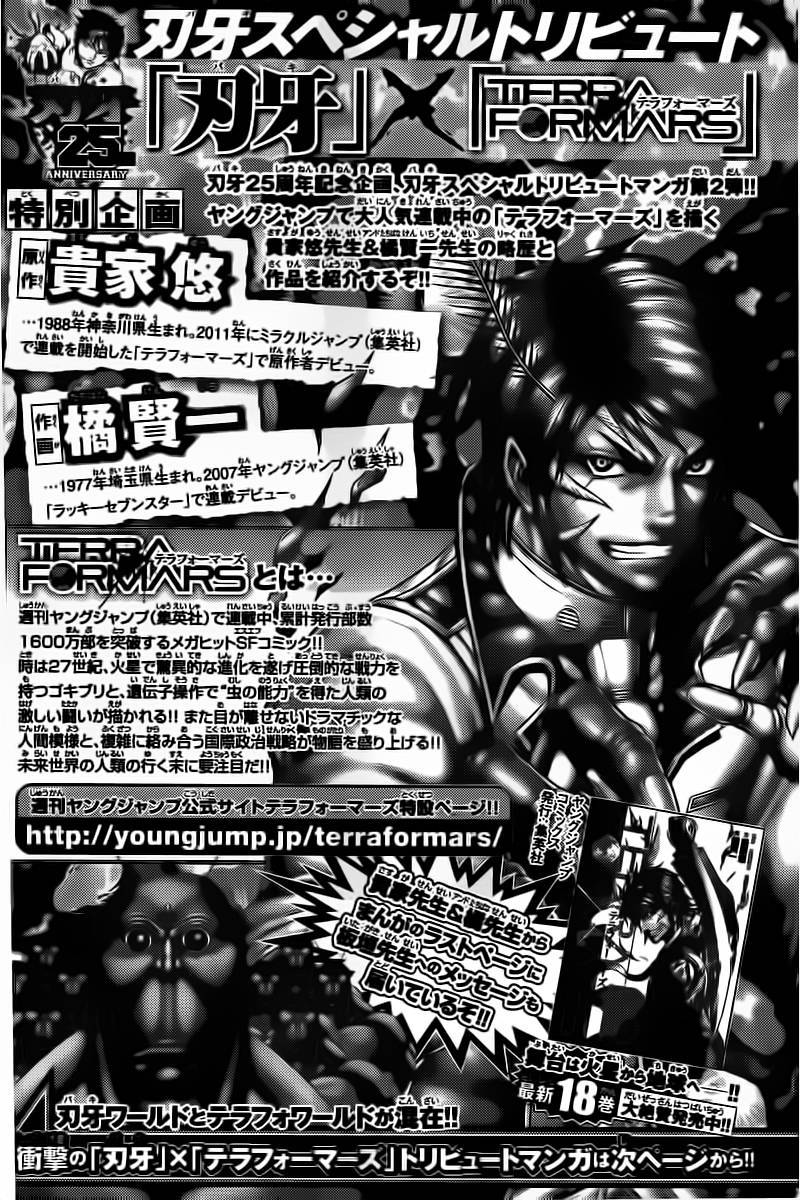 刃牙スペシャルトリビュート
「刃牙」×「TERRA FORMARS テラフォーマーズ」
25th
ANNERSARY
特別企画
刃牙25周年記念企画、刃牙スペシャルトリビュートマンガ第2弾!!
ヤングジャンプで大人気連載中の「テラフォーマーズ」を描く
貴家悠先生&橘賢一先生の略歴と
作品を紹介するぞ!!
原作 貴家 悠
…1988年神奈川県生まれ。2011年にミラクルジャンプ(集英社)
で連載を開始した「テラフォーマーズ」で原作者デビュー。
作画 橘 賢一
…1977年埼玉県生まれ。2007年ヤングジャンプ(集英社)
「ラッキーセブンスター」で連載デビュー。
TERRA FORMARS テラフォーマーズ とは…
週刊ヤングジャンプ(集英社)で連載中、累計発行部数
1600万部を突破するメガヒットSFコミック!!
時は27世紀、火星で驚異的な進化を遂げ圧倒的な戦力を
持つゴキブリと、遺伝子操作で"虫の能力"を得た人類の
激しい闘いが描かれる!! また目が離せないドラマチックな
人間模様と、複雑に絡み合う国際政治戦略が物語を盛り上げる!!
未来世界の人類の行く末に要注目だ!!
週刊ヤングジャンプ公式サイトテラフォーマーズ特設ページ!!
http://youngjump.jp/terraformars/
ヤングジャンプ
コミックス
発行:集英社
貴家先生&橘先生から
まんがのラストページに
板垣先生へのメッセージも
届いているぞ!!
舞台は火星から地球へ―!!
最新18巻 大絶賛発売中!!
刃牙ワールドとテラフォワールドが混在!!
衝撃の「刃牙」×「テラフォーマーズ」トリビュートマンガは次ページから!!